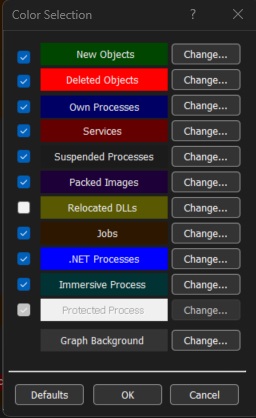 Color Selection
New Objects Change...
Deleted Objects Change...
Own Processes Change...
Services Change...
Suspended Processes Change...
Packed Images Change...
Relocated DLLs Change...
Jobs Change...
.NET Processes Change...
Immersive Process Change...
Protected Process Change...
Graph Background Change...
Defaults OK Cancel